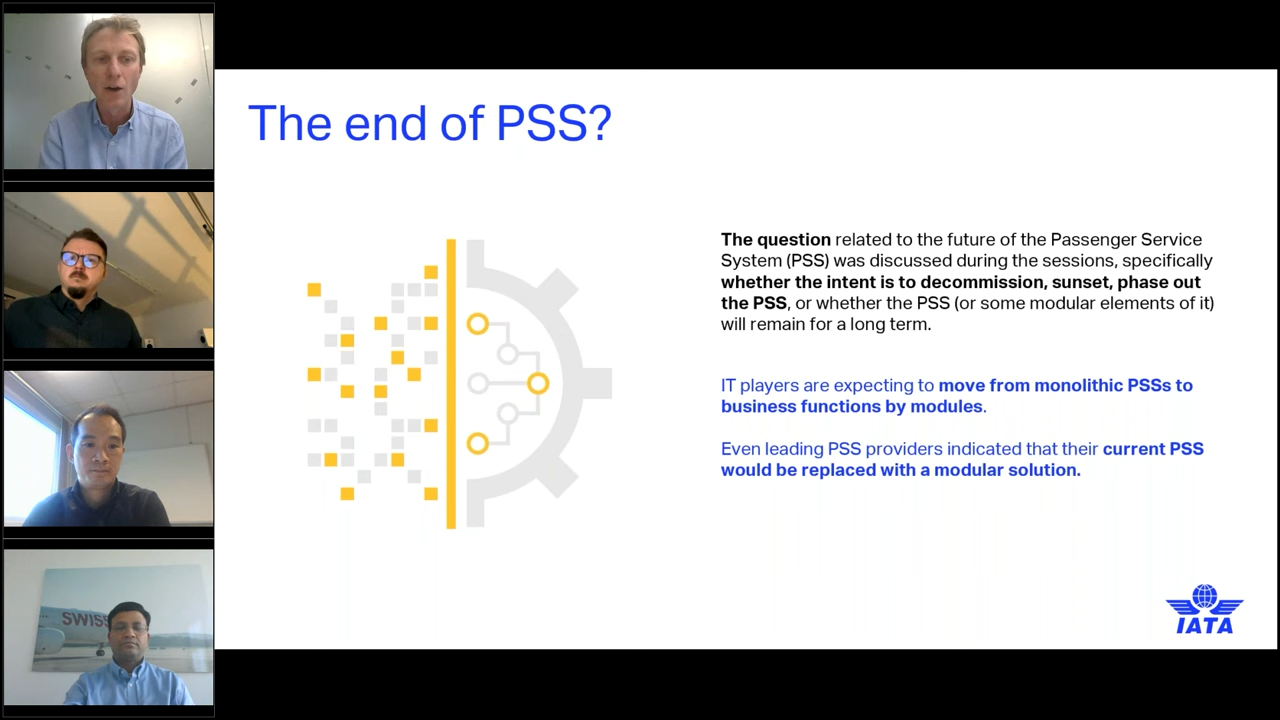 The end of PSS?
The question related to the future of the Passenger Service
System (PSS) was discussed during the sessions, specifically
whether the intent is to decommission, sunset, phase out
the PSS, or whether the PSS (or some modular elements of it)
will remain for a long term.
IT players are expecting to move from monolithic PSSs to
business functions by modules.
Even leading PSS providers indicated that their current PSS
would be replaced with a modular solution.
IATA
SWISS